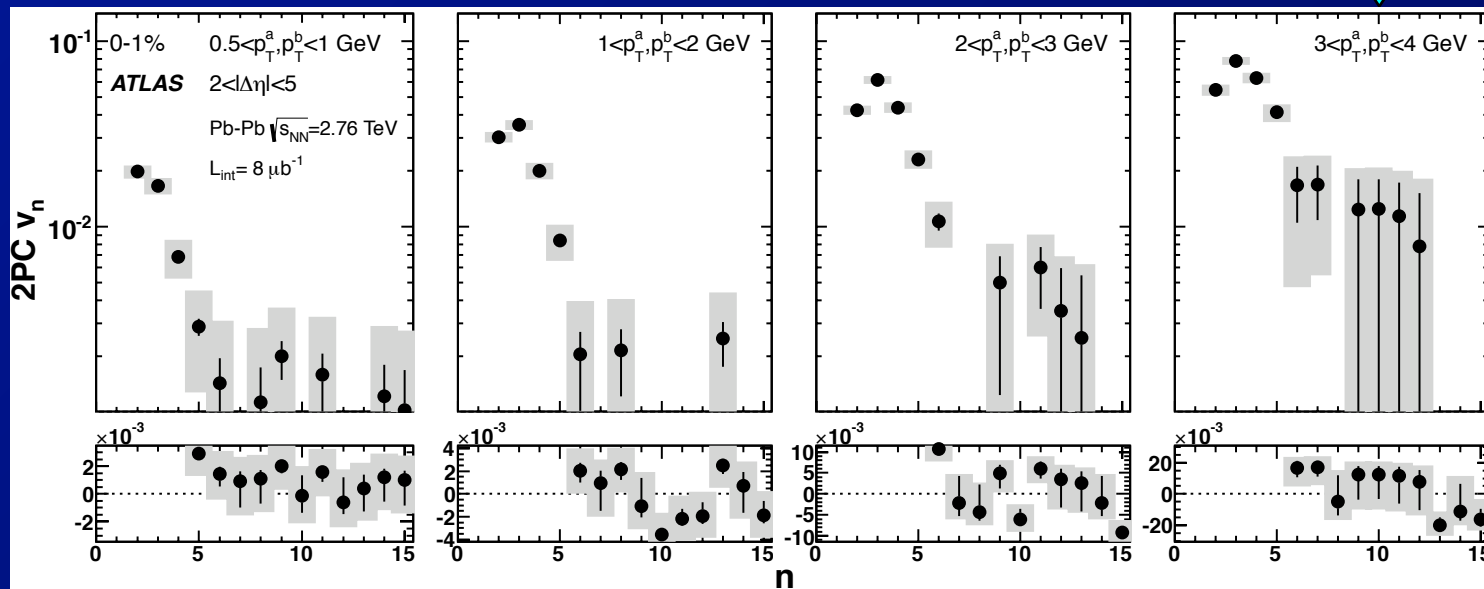 0-1% 0.5<p_T^a,p_T^b<1 GeV
ATLAS 2<|Δη|<5
Pb-Pb √s_NN=2.76 TeV
L_int= 8 μb⁻¹
1<p_T^a,p_T^b<2 GeV
2<p_T^a,p_T^b<3 GeV
3<p_T^a,p_T^b<4 GeV
10⁻¹
10⁻²
2PC v_n
×10⁻³
2
0
-2
0 5 10 15
×10⁻³
4
2
0
-2
-4
0 5 10 15
×10⁻³
10
5
0
-5
-10
0 5 10 15
×10⁻³
20
0
-20
0 5 10 15
n